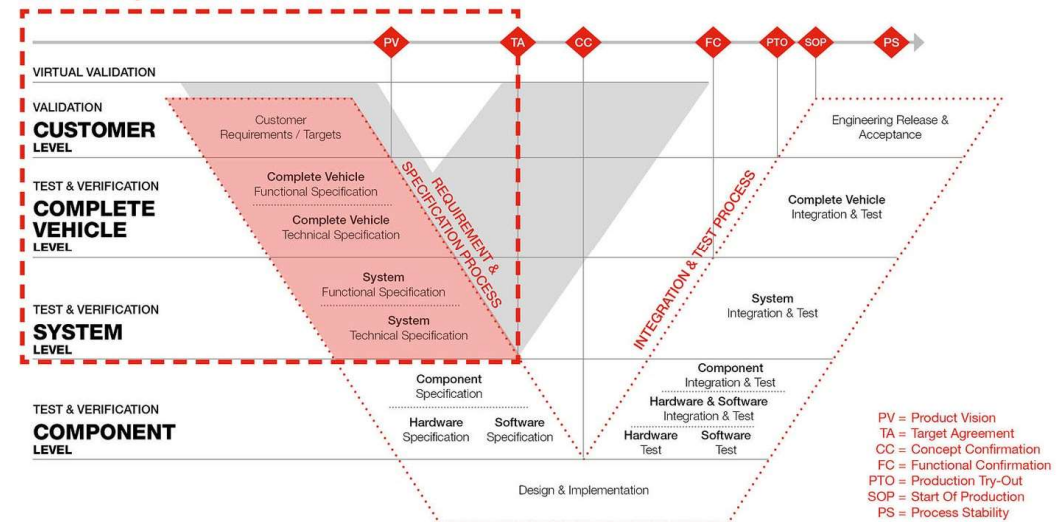 PV
TA
CC
FC
PTO
SOP
PS
VIRTUAL VALIDATION
VALIDATION
CUSTOMER
LEVEL
Customer
Requirements / Targets
Engineering Release &
Acceptance
TEST & VERIFICATION
COMPLETE
VEHICLE
LEVEL
Complete Vehicle
Functional Specification
Complete Vehicle
Technical Specification
REQUIREMENT &
SPECIFICATION PROCESS
INTEGRATION & TEST PROCESS
Complete Vehicle
Integration & Test
TEST & VERIFICATION
SYSTEM
LEVEL
System
Functional Specification
System
Technical Specification
System
Integration & Test
TEST & VERIFICATION
COMPONENT
LEVEL
Component
Specification
Hardware
Specification
Software
Specification
Component
Integration & Test
Hardware & Software
Integration & Test
Hardware
Test
Software
Test
Design & Implementation
PV = Product Vision
TA = Target Agreement
CC = Concept Confirmation
FC = Functional Confirmation
PTO = Production Try-Out
SOP = Start Of Production
PS = Process Stability